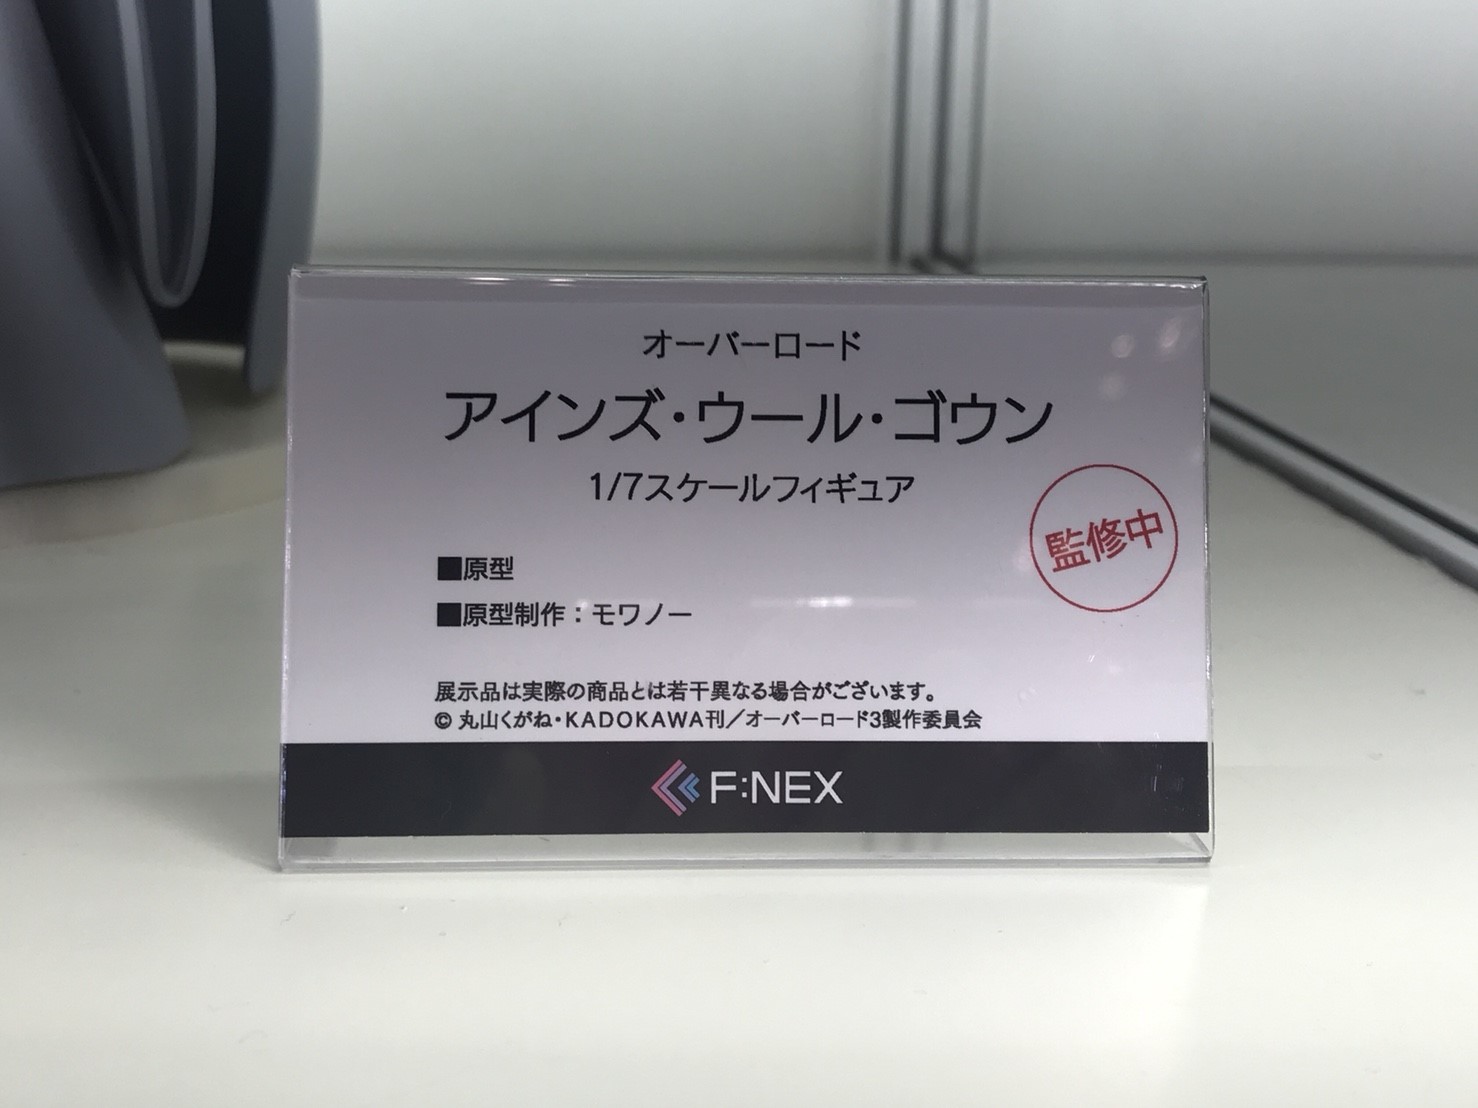 オーバーロード
アインズ・ウール・ゴウン
1/7スケールフィギュア
監修中
■原型
■原型制作：モワノー
展示品は実際の商品とは若干異なる場合がございます。
© 丸山くがね・KADOKAWA刊／オーバーロード3製作委員会
F:NEX